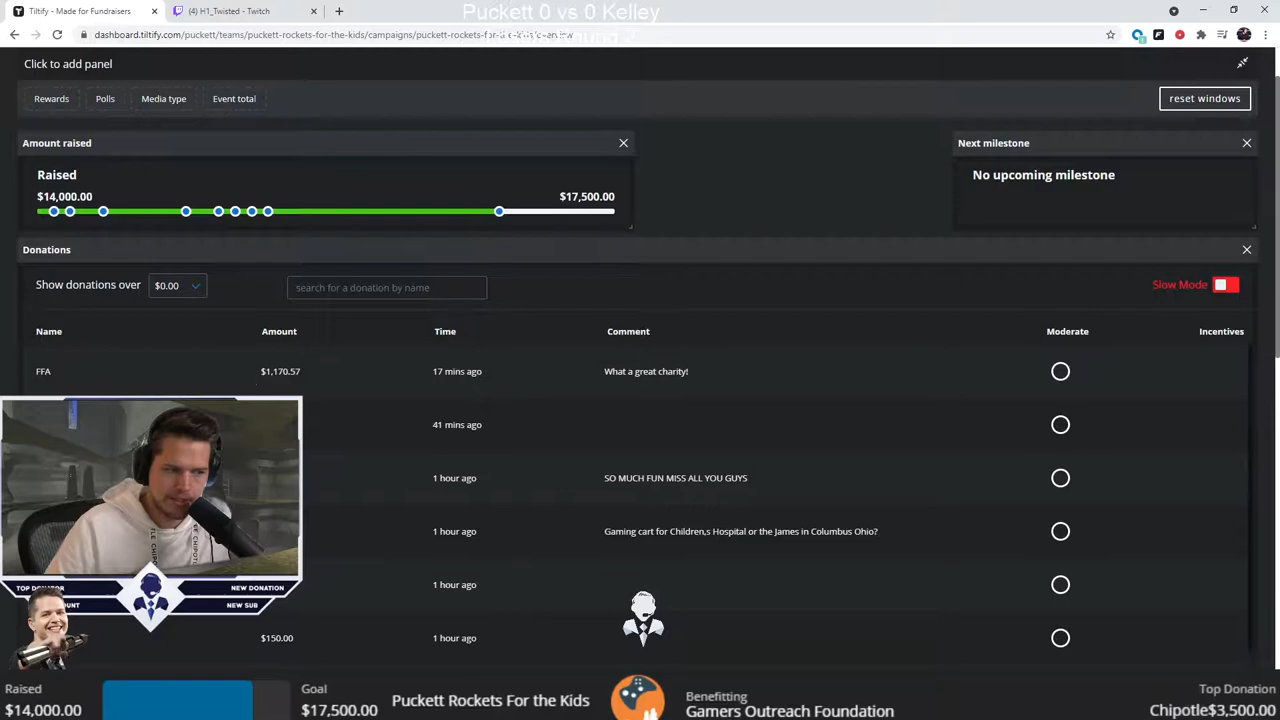 Tiltify - Made for Fundraisers
(4) H1_Twisted - Twitch
Puckett 0 vs 0 Kelley
dashboard.tiltify.com/puckett/teams/puckett-rockets-for-the-kids/campaigns/puckett-rockets-for-the-kids
Click to add panel
Rewards
Polls
Media type
Event total
reset windows
Amount raised
Next milestone
Raised
$14,000.00
$17,500.00
No upcoming milestone
Donations
Show donations over
$0.00
search for a donation by name
Slow Mode
Name
Amount
Time
Comment
Moderate
Incentives
FFA
$1,170.57
17 mins ago
What a great charity!
41 mins ago
1 hour ago
SO MUCH FUN MISS ALL YOU GUYS
1 hour ago
Gaming cart for Children,s Hospital or the James in Columbus Ohio?
1 hour ago
$150.00
1 hour ago
CHIPOTLE
TOP DONATOR
NEW DONATION
NEW SUB
Raised
$14,000.00
Goal
$17,500.00
Puckett Rockets For the Kids
Benefitting
Gamers Outreach Foundation
Top Donation
Chipotle$3,500.00